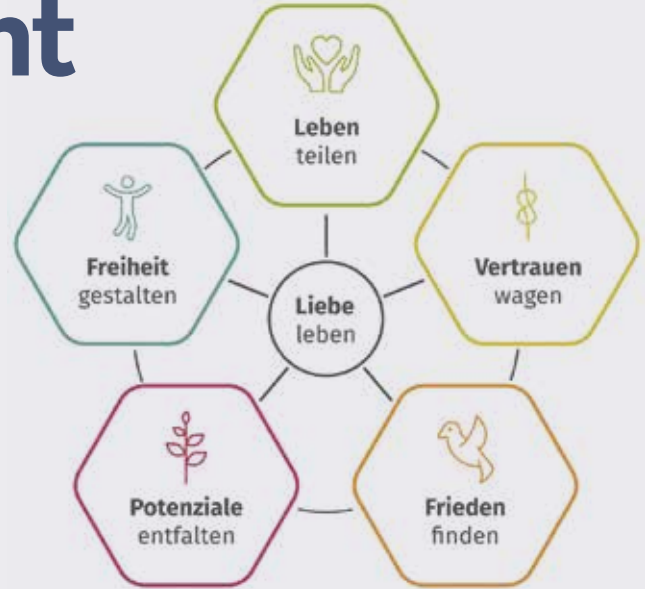 nt
Leben
teilen
Freiheit
gestalten
Vertrauen
wagen
Liebe
leben
Potenziale
entfalten
Frieden
finden